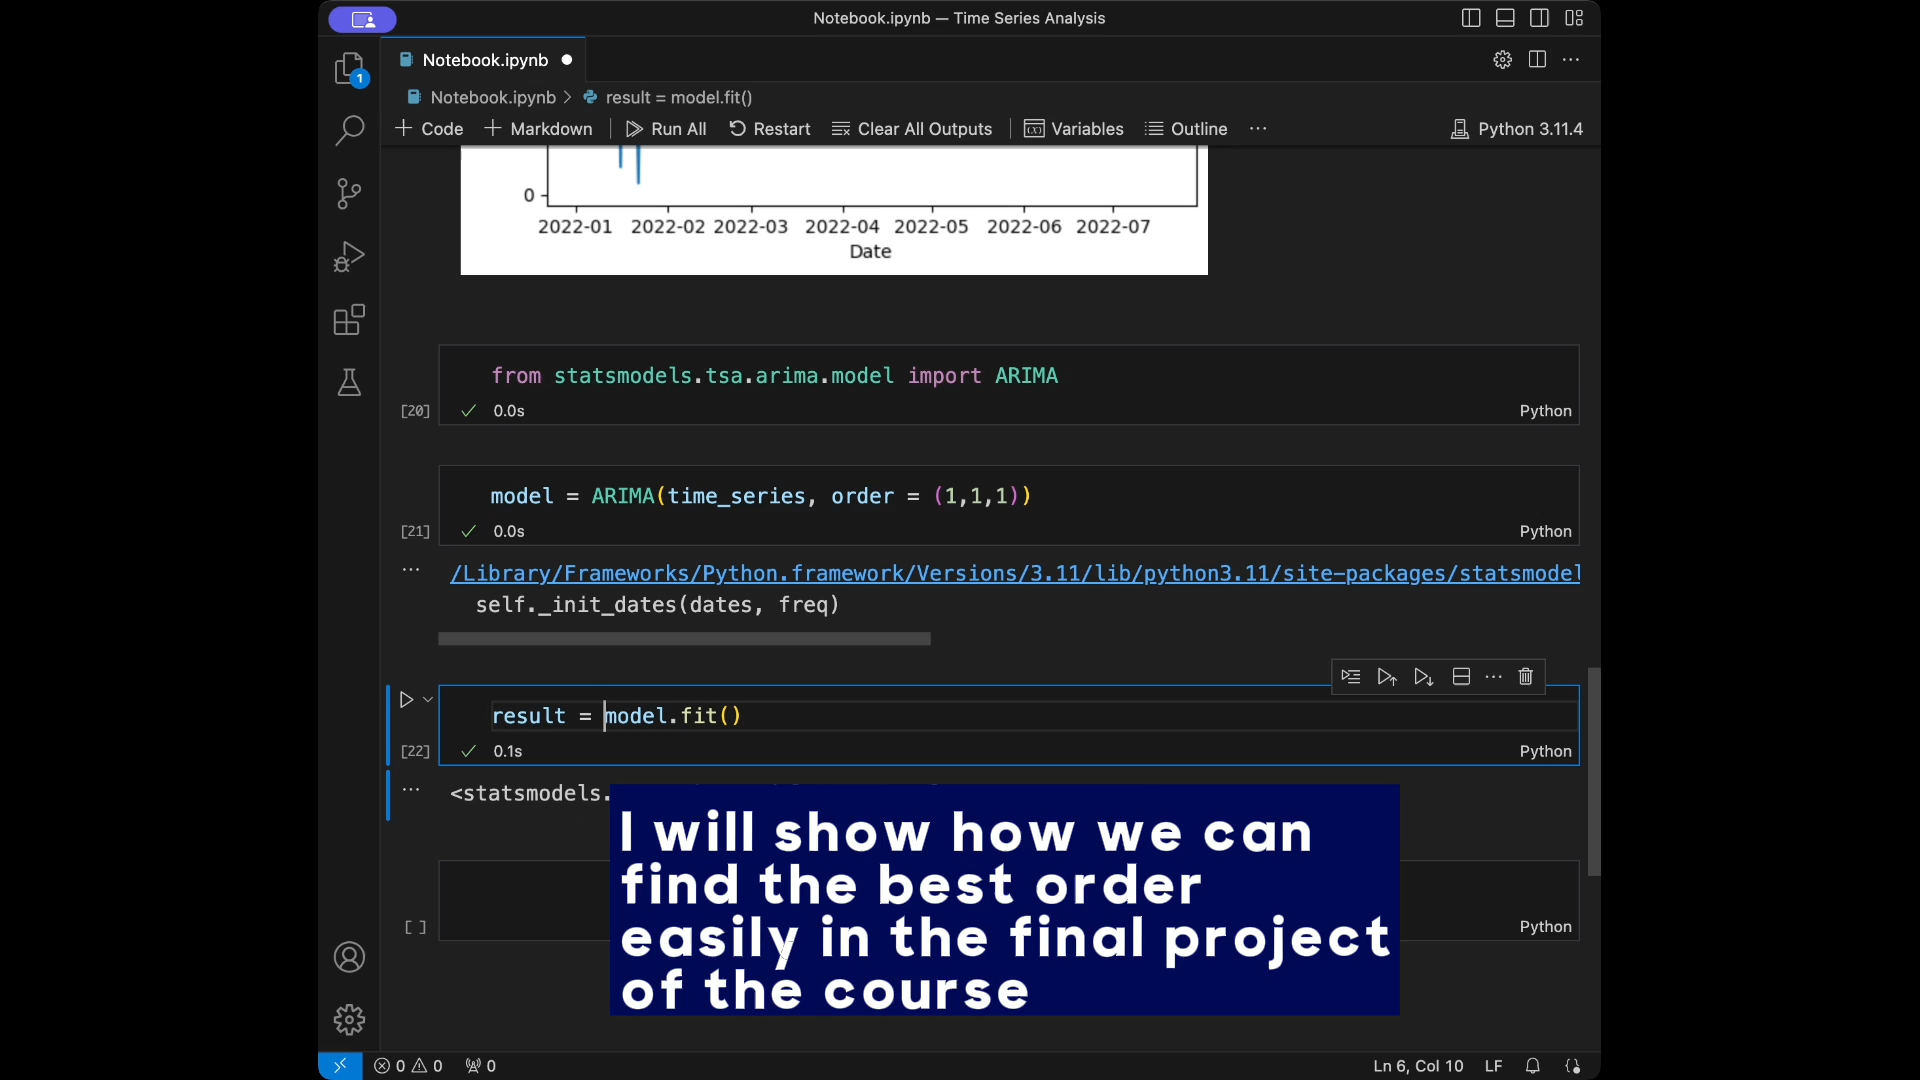 Notebook.ipynb — Time Series Analysis
1
Notebook.ipynb
Notebook.ipynb > result = model.fit()
+ Code + Markdown Run All Restart Clear All Outputs Variables Outline ... Python 3.11.4
0
2022-01 2022-02 2022-03 2022-04 2022-05 2022-06 2022-07
Date
from statsmodels.tsa.arima.model import ARIMA
[20] ✓ 0.0s Python
model = ARIMA(time_series, order = (1,1,1))
[21] ✓ 0.0s Python
... /Library/Frameworks/Python.framework/Versions/3.11/lib/python3.11/site-packages/statsmodel
self._init_dates(dates, freq)
result = model.fit()
[22] ✓ 0.1s Python
... <statsmodels.
I will show how we can
find the best order
easily in the final project
of the course
[ ] Python
0 0 0 Ln 6, Col 10 LF